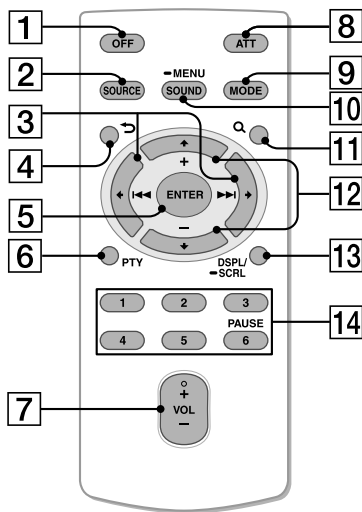 1
8
OFF
ATT
2
9
-MENU
SOURCE
SOUND
MODE
10
3
4
11
+
12
ENTER
5
-
6
PTY
DSPL/
-SCRL
13
1
2
3
14
PAUSE
4
5
6
7
+
VOL
-